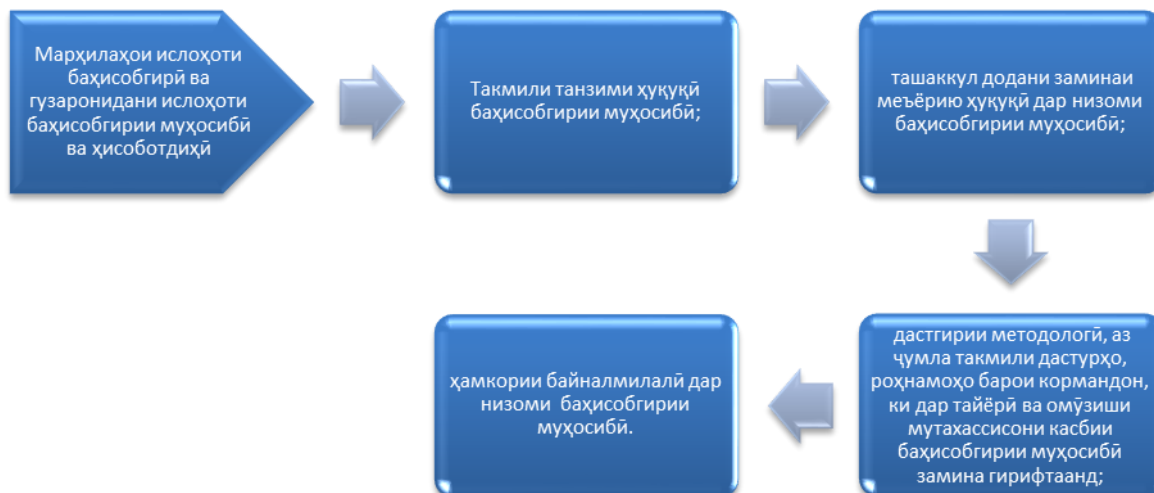 Марҳилаҳои ислоҳоти
баҳисобгирӣ ва
гузаронидани ислоҳоти
баҳисобгирии муҳосибӣ
ва ҳисоботдиҳӣ
Такмили танзими ҳуқуқӣ
баҳисобгирии муҳосибӣ;
ташаккул додани заминаи
меъёрию ҳуқуқӣ дар низоми
баҳисобгирии муҳосибӣ;
дастгирии методологӣ, аз
ҷумла такмили дастурҳо,
роҳнамоҳо барои кормандон,
ки дар тайёрӣ ва омӯзиши
мутахассисони касбии
баҳисобгирии муҳосибӣ
замина гирифтаанд;
ҳамкории байналмилалӣ дар
низоми баҳисобгирии
муҳосибӣ.